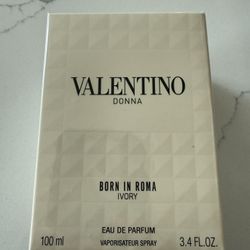 VALENTINO
DONNA
BORN IN ROMA
IVORY
EAU DE PARFUM
100 ml VAPORISATEUR SPRAY 3.4 FL.OZ.